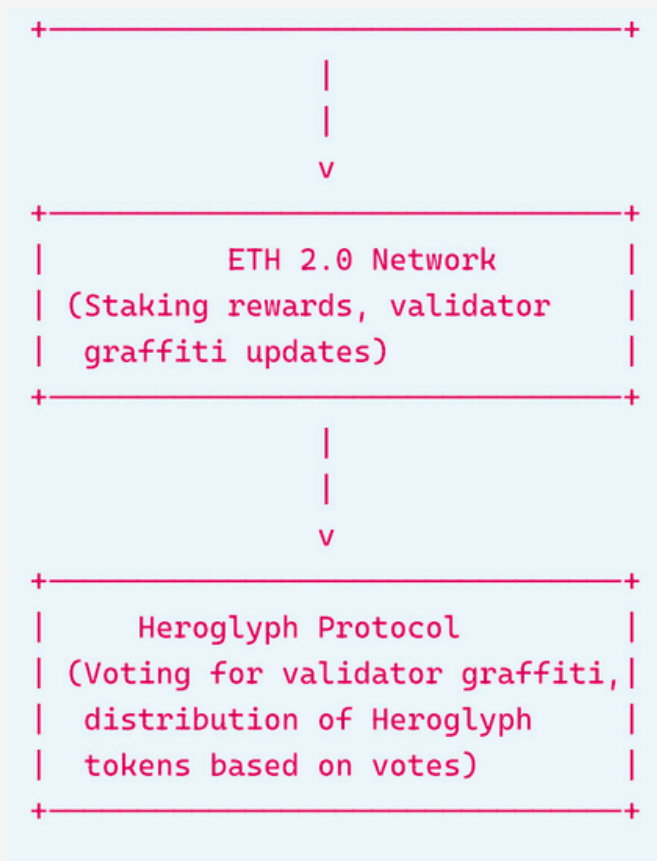 +————————————————————————————————+
|
|
v
+————————————————————————————————+
| ETH 2.0 Network |
| (Staking rewards, validator |
| graffiti updates) |
+————————————————————————————————+
|
|
v
+————————————————————————————————+
| Heroglyph Protocol |
| (Voting for validator graffiti,|
| distribution of Heroglyph |
| tokens based on votes) |
+————————————————————————————————+